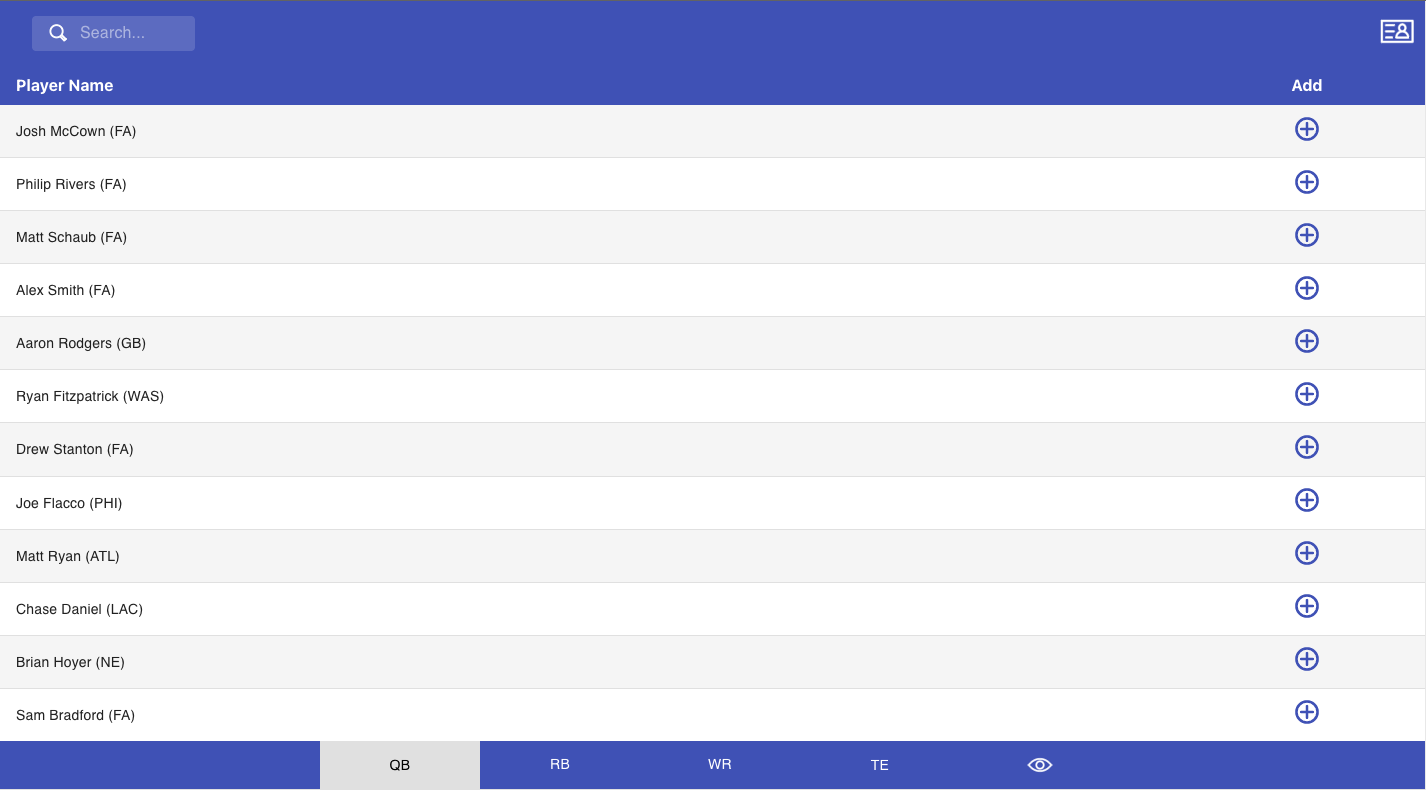 Search...
Player Name Add
Josh McCown (FA)
Philip Rivers (FA)
Matt Schaub (FA)
Alex Smith (FA)
Aaron Rodgers (GB)
Ryan Fitzpatrick (WAS)
Drew Stanton (FA)
Joe Flacco (PHI)
Matt Ryan (ATL)
Chase Daniel (LAC)
Brian Hoyer (NE)
Sam Bradford (FA)
QB RB WR TE